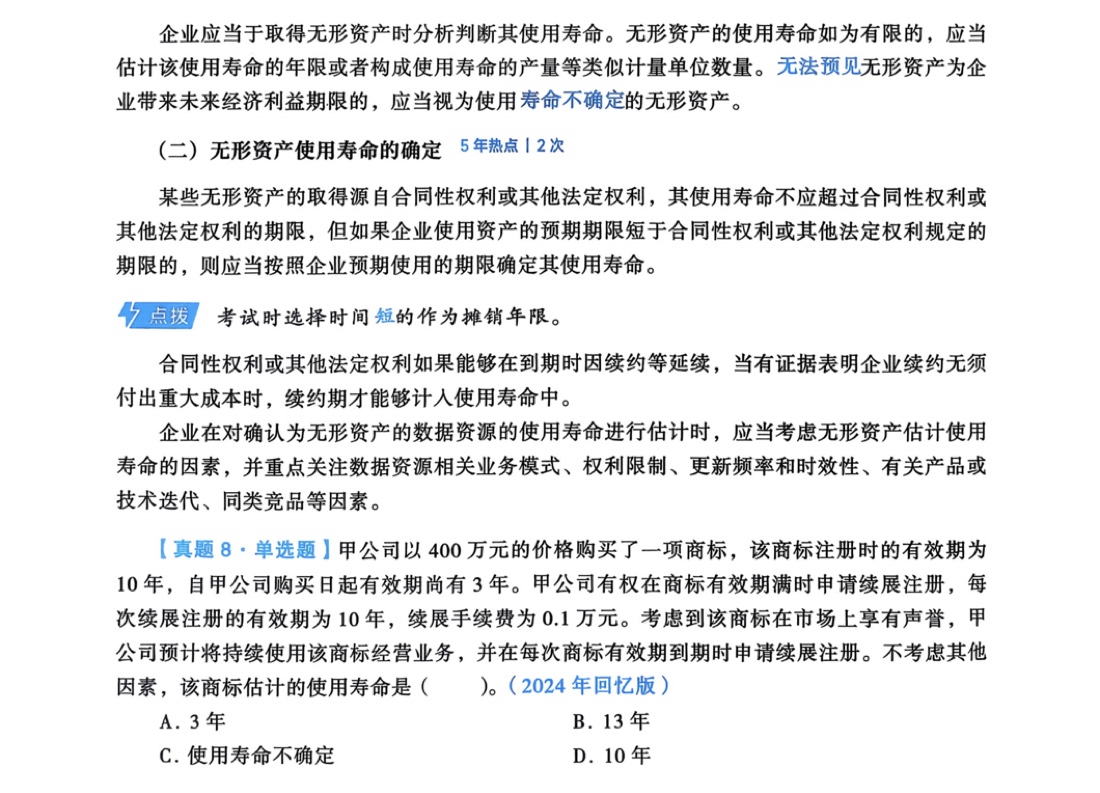 企业应当于取得无形资产时分析判断其使用寿命。无形资产的使用寿命如为有限的，应当
估计该使用寿命的年限或者构成使用寿命的产量等类似计量单位数量。无法预见无形资产为企
业带来未来经济利益期限的，应当视为使用寿命不确定的无形资产。
（二）无形资产使用寿命的确定 5年热点｜2次
某些无形资产的取得源自合同性权利或其他法定权利，其使用寿命不应超过合同性权利或
其他法定权利的期限，但如果企业使用资产的预期期限短于合同性权利或其他法定权利规定的
期限的，则应当按照企业预期使用的期限确定其使用寿命。
点拨 考试时选择时间短的作为摊销年限。
合同性权利或其他法定权利如果能够在到期时因续约等延续，当有证据表明企业续约无须
付出重大成本时，续约期才能够计入使用寿命中。
企业在对确认为无形资产的数据资源的使用寿命进行估计时，应当考虑无形资产估计使用
寿命的因素，并重点关注数据资源相关业务模式、权利限制、更新频率和时效性、有关产品或
技术迭代、同类竞品等因素。
【真题8·单选题】甲公司以400万元的价格购买了一项商标，该商标注册时的有效期为
10年，自甲公司购买日起有效期尚有3年。甲公司有权在商标有效期满时申请续展注册，每
次续展注册的有效期为10年，续展手续费为0.1万元。考虑到该商标在市场上享有声誉，甲
公司预计将持续使用该商标经营业务，并在每次商标有效期到期时申请续展注册。不考虑其他
因素，该商标估计的使用寿命是（　　）。（2024年回忆版）
A. 3年　　B. 13年
C. 使用寿命不确定　　D. 10年